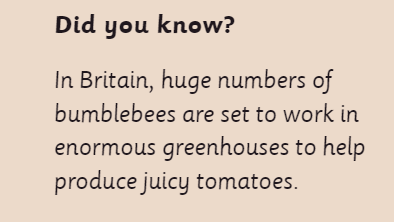 Did you know?
In Britain, huge numbers of
bumblebees are set to work in
enormous greenhouses to help
produce juicy tomatoes.